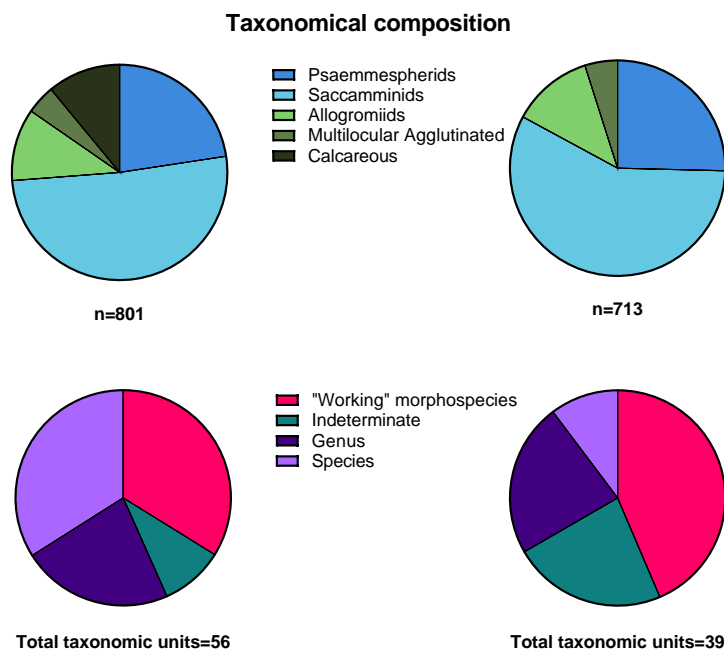 Taxonomical composition
Psaemmespherids
Saccamminids
Allogromiids
Multilocular Agglutinated
Calcareous
n=801
n=713
"Working" morphospecies
Indeterminate
Genus
Species
Total taxonomic units=56
Total taxonomic units=39